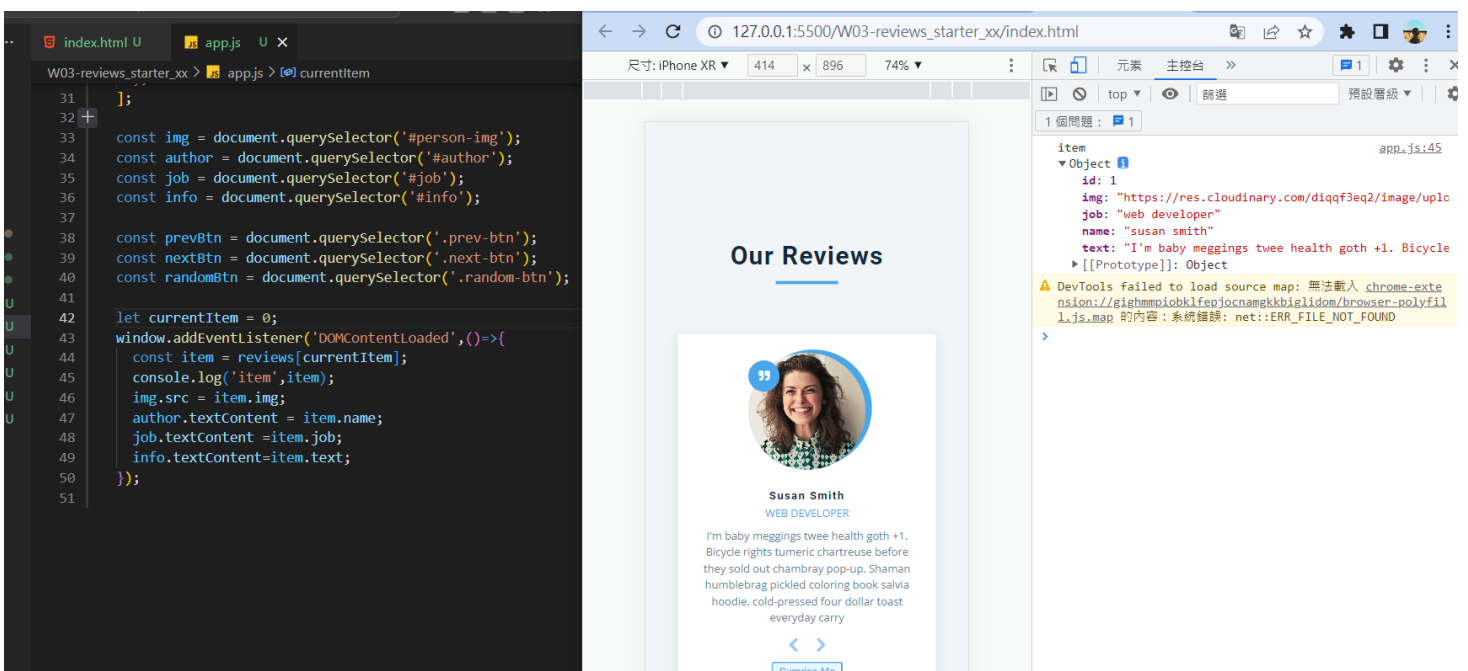 index.html U
JS app.js U
W03-reviews_starter_xx > JS app.js > currentItem
31 ];
32
33 const img = document.querySelector('#person-img');
34 const author = document.querySelector('#author');
35 const job = document.querySelector('#job');
36 const info = document.querySelector('#info');
37
38 const prevBtn = document.querySelector('.prev-btn');
39 const nextBtn = document.querySelector('.next-btn');
40 const randomBtn = document.querySelector('.random-btn');
41
42 let currentItem = 0;
43 window.addEventListener('DOMContentLoaded',()=>{
44 const item = reviews[currentItem];
45 console.log('item',item);
46 img.src = item.img;
47 author.textContent = item.name;
48 job.textContent =item.job;
49 info.textContent=item.text;
50 });
51
U
U
U
U
U
U
127.0.0.1:5500/W03-reviews_starter_xx/index.html
尺寸: iPhone XR ▼ 414 x 896 74% ▼
Our Reviews
Susan Smith
WEB DEVELOPER
I'm baby meggings twee health goth +1.
Bicycle rights tumeric chartreuse before
they sold out chambray pop-up. Shaman
humblebrag pickled coloring book salvia
hoodie, cold-pressed four dollar toast
everyday carry
Surprise Me
元素 主控台 » 1
top ▼ 篩選 預設層級 ▼
1 個問題： 1
item app.js:45
▼Object i
id: 1
img: "https://res.cloudinary.com/diqqf3eq2/image/uplo
job: "web developer"
name: "susan smith"
text: "I'm baby meggings twee health goth +1. Bicycle
▶[[Prototype]]: Object
DevTools failed to load source map: 無法載入 chrome-exte
nsion://gighmmpiobklfepjocnamgkkbiglidom/browser-polyfil
l.js.map 的內容：系統錯誤: net::ERR_FILE_NOT_FOUND